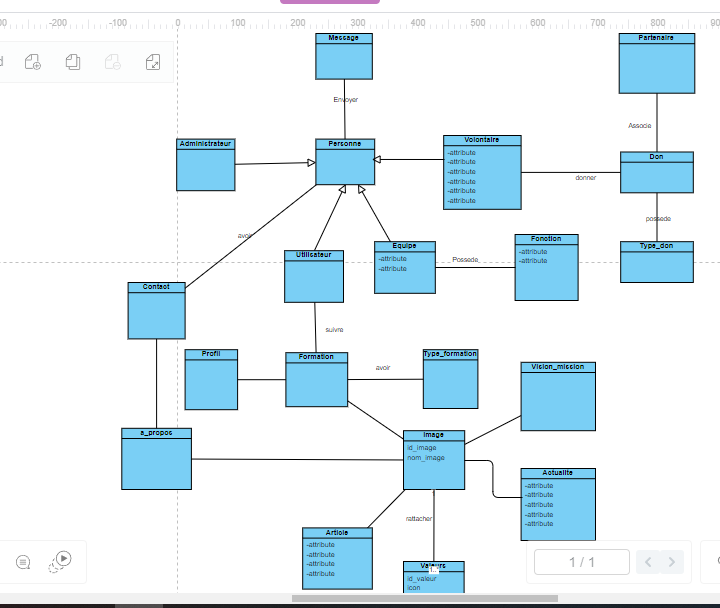 -200 -100 0 100 200 300 400 500 600 700 800
Message
Partenaire
Envoyer
Associe
Administrateur
Personne
Volontaire
-attribute
-attribute
-attribute
-attribute
-attribute
-attribute
donner
Don
possede
Type_don
avoir
Utilisateur
Equipe
-attribute
-attribute
Possede
Fonction
-attribute
-attribute
Contact
suivre
Profil
Formation
avoir
Type_formation
Vision_mission
a_propos
Image
id_image
nom_image
Actualite
-attribute
-attribute
-attribute
-attribute
-attribute
rattacher
Article
-attribute
-attribute
-attribute
-attribute
Valeurs
id_valeur
icon
1 / 1